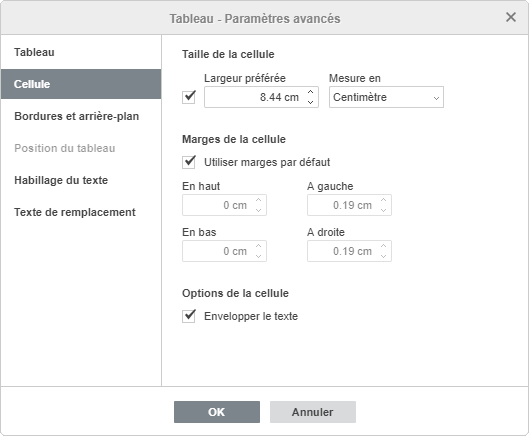 Tableau - Paramètres avancés
Tableau
Cellule
Bordures et arrière-plan
Position du tableau
Habillage du texte
Texte de remplacement
Taille de la cellule
Largeur préférée Mesure en
8.44 cm Centimètre
Marges de la cellule
Utiliser marges par défaut
En haut A gauche
0 cm 0.19 cm
En bas A droite
0 cm 0.19 cm
Options de la cellule
Envelopper le texte
OK Annuler